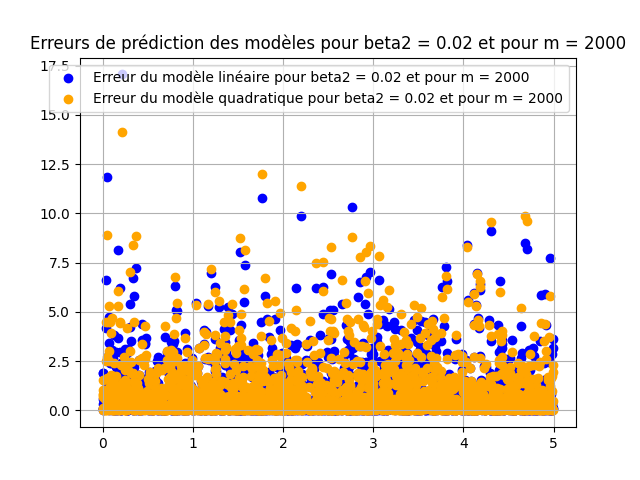 Erreurs de prédiction des modèles pour beta2 = 0.02 et pour m = 2000
Erreur du modèle linéaire pour beta2 = 0.02 et pour m = 2000
Erreur du modèle quadratique pour beta2 = 0.02 et pour m = 2000
17.5
15.0
12.5
10.0
7.5
5.0
2.5
0.0
0 1 2 3 4 5